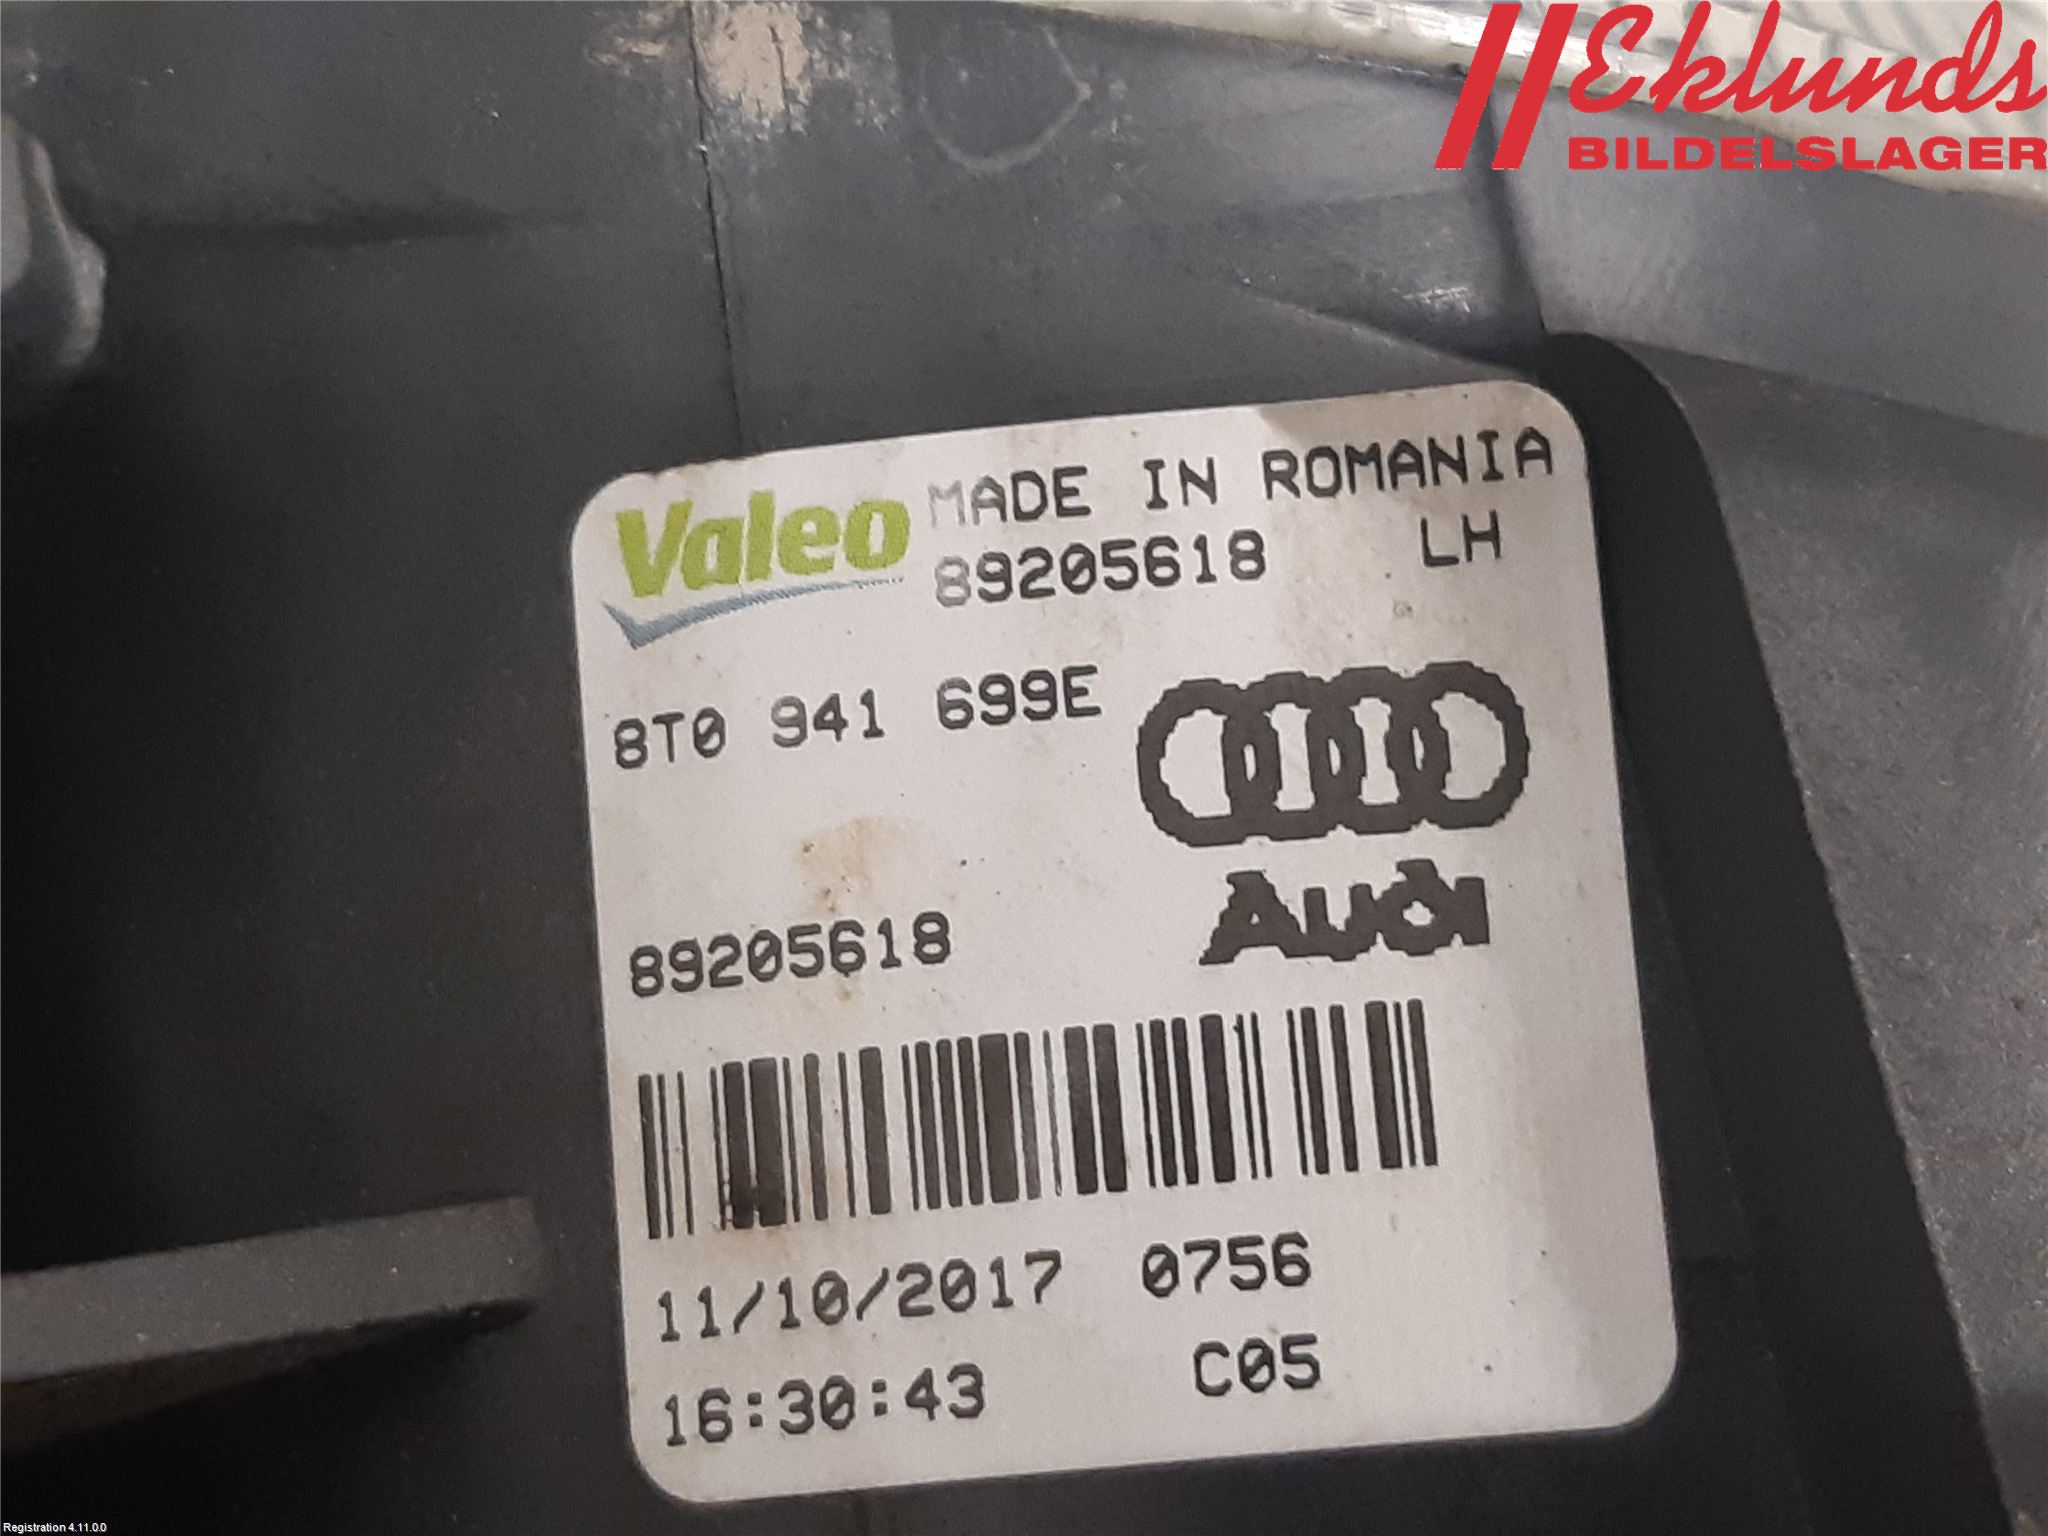 Eklunds
BILDELSLAGER
Valeo MADE IN ROMANIA
89205618 LH
8T0 941 699E
Audi
89205618
11/10/2017 0756
16:30:43 C05
Registration 4.11.0.0